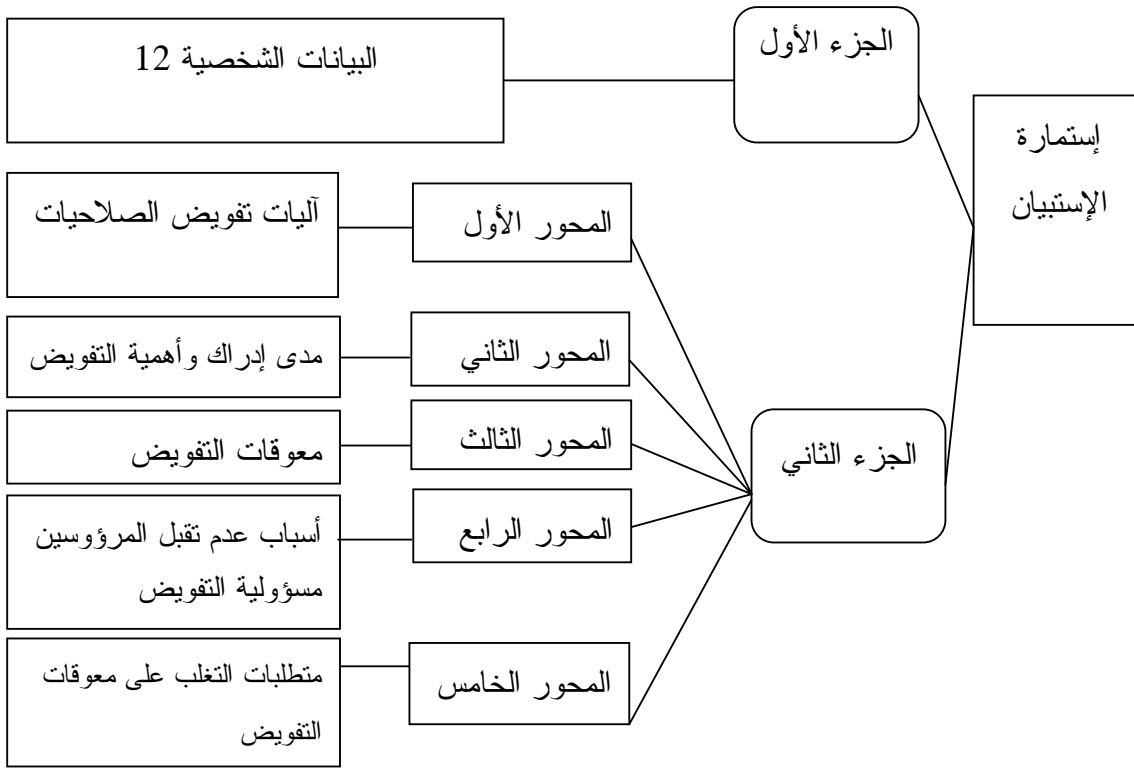 إستمارة
الإستبيان
الجزء الأول
البيانات الشخصية 12
الجزء الثاني
المحور الأول
آليات تفويض الصلاحيات
المحور الثاني
مدى إدراك وأهمية التفويض
المحور الثالث
معوقات التفويض
المحور الرابع
أسباب عدم تقبل المرؤوسين
مسؤولية التفويض
المحور الخامس
متطلبات التغلب على معوقات
التفويض